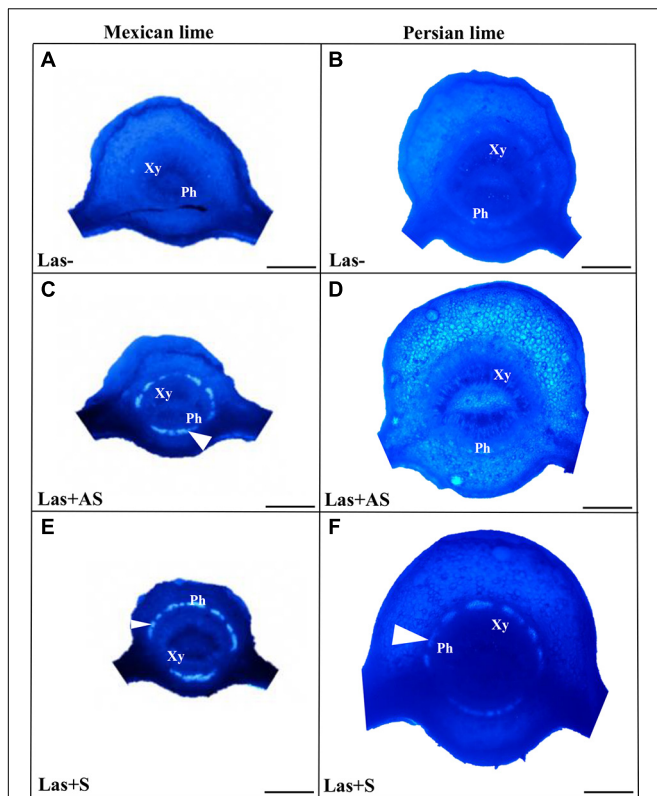 Mexican lime
Persian lime
A
Xy
Ph
Las-
B
Xy
Ph
Las-
C
Xy
Ph
Las+AS
D
Xy
Ph
Las+AS
E
Ph
Xy
Las+S
F
Xy
Ph
Las+S